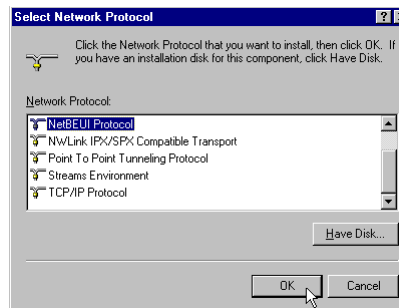 Select Network Protocol
Click the Network Protocol that you want to install, then click OK. If
you have an installation disk for this component, click Have Disk.
Network Protocol:
NetBEUI Protocol
NWLink IPX/SPX Compatible Transport
Point To Point Tunneling Protocol
Streams Environment
TCP/IP Protocol
Have Disk...
OK
Cancel